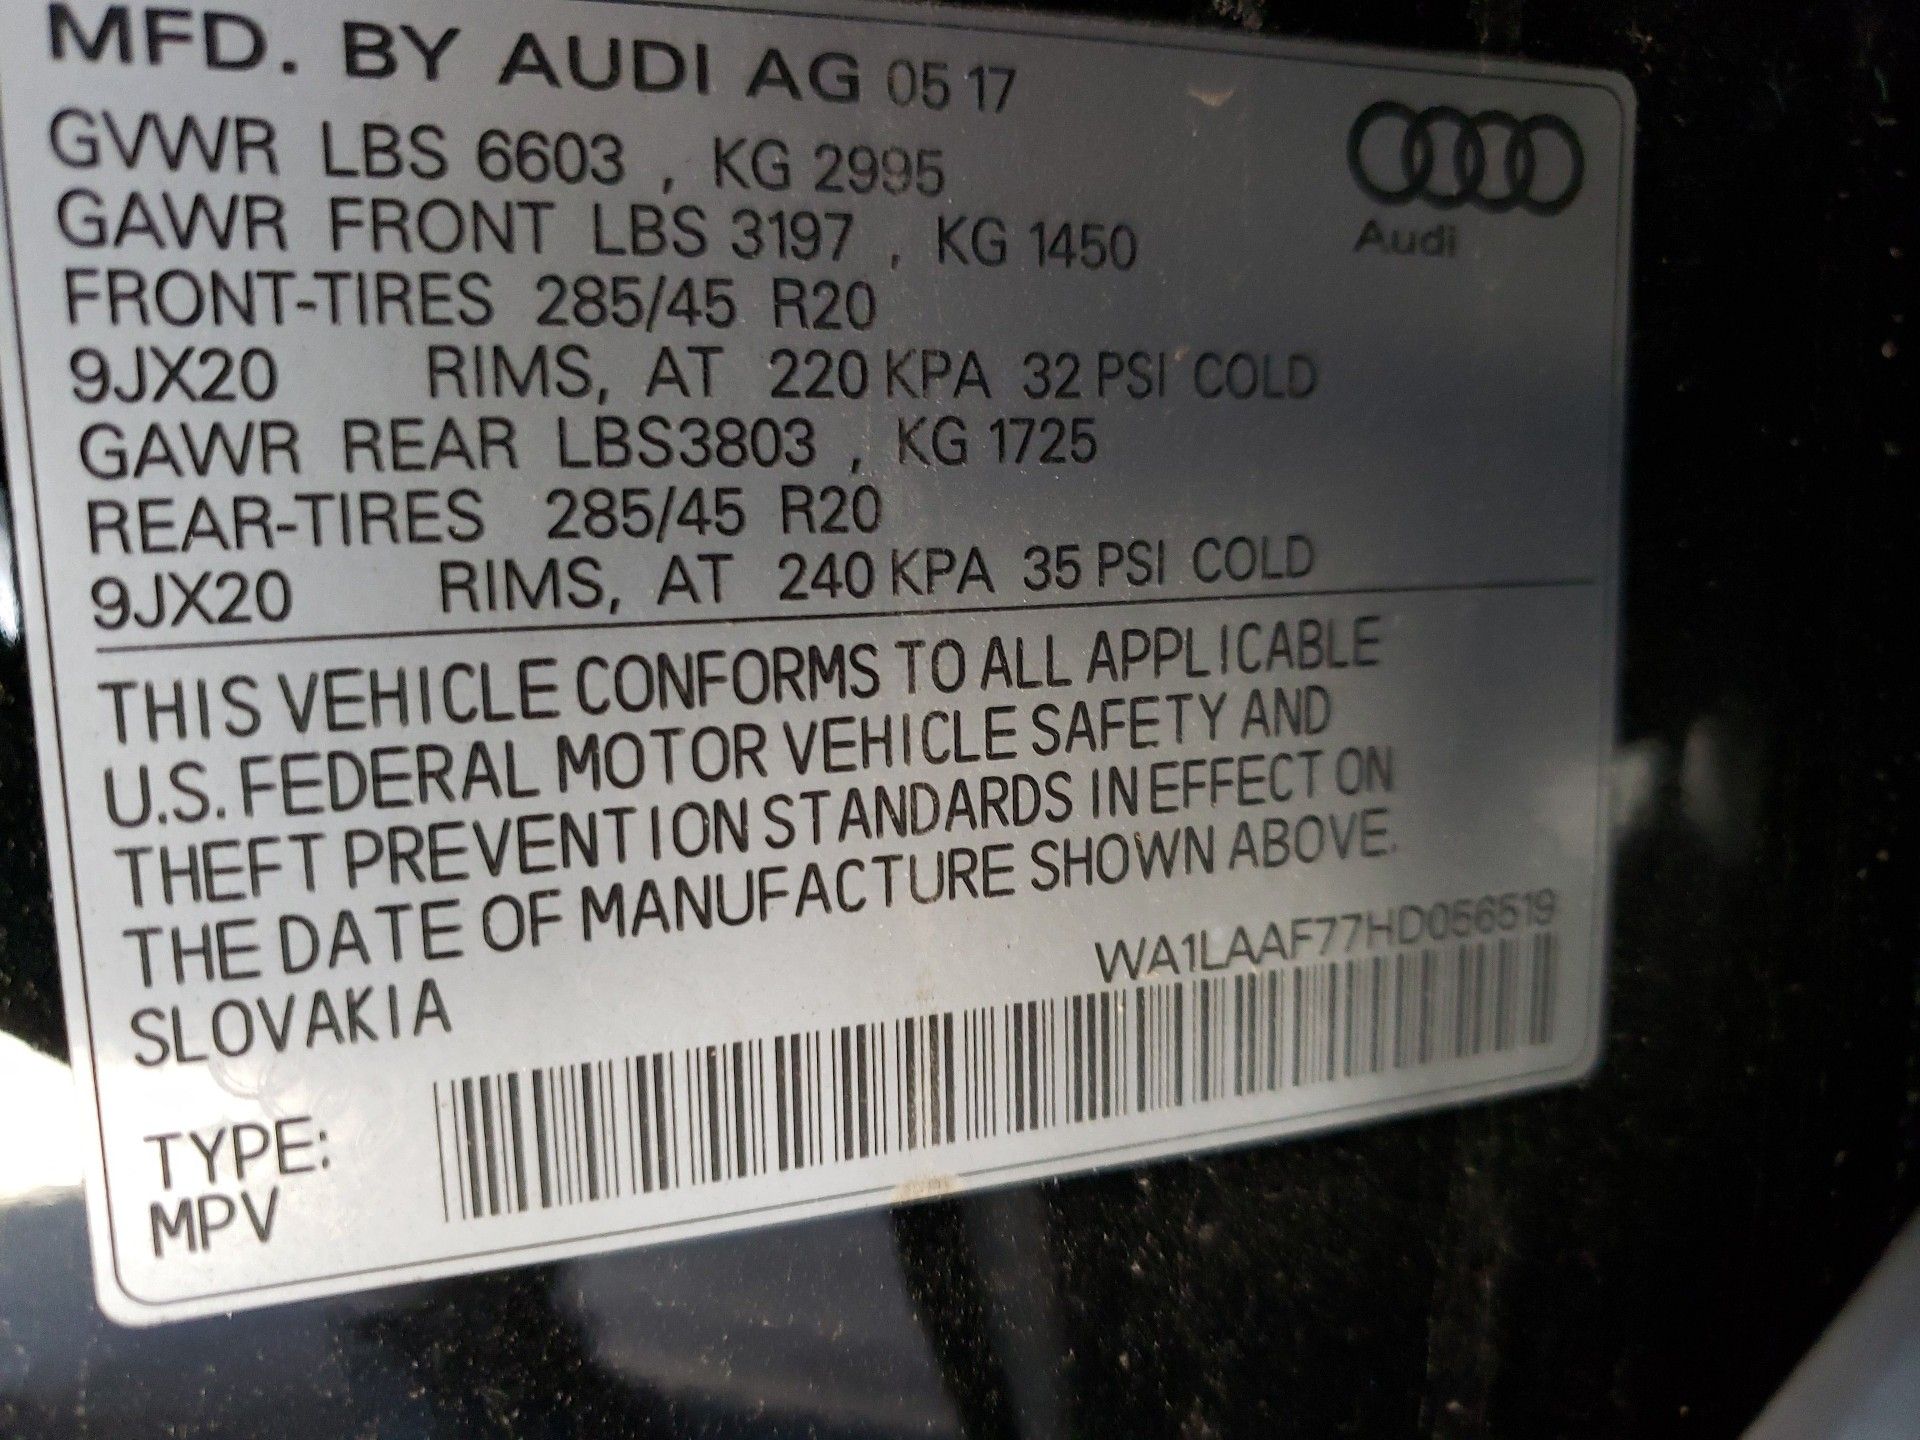 MFD. BY AUDI AG 05 17
GVWR LBS 6603 , KG 2995
GAWR FRONT LBS 3197 , KG 1450
FRONT-TIRES 285/45 R20
9JX20 RIMS, AT 220 KPA 32 PSI COLD
GAWR REAR LBS3803 , KG 1725
REAR-TIRES 285/45 R20
9JX20 RIMS, AT 240 KPA 35 PSI COLD
Audi
THIS VEHICLE CONFORMS TO ALL APPLICABLE
U.S. FEDERAL MOTOR VEHICLE SAFETY AND
THEFT PREVENTION STANDARDS IN EFFECT ON
THE DATE OF MANUFACTURE SHOWN ABOVE.
SLOVAKIA
WA1LAAF77HD056519
TYPE:
MPV